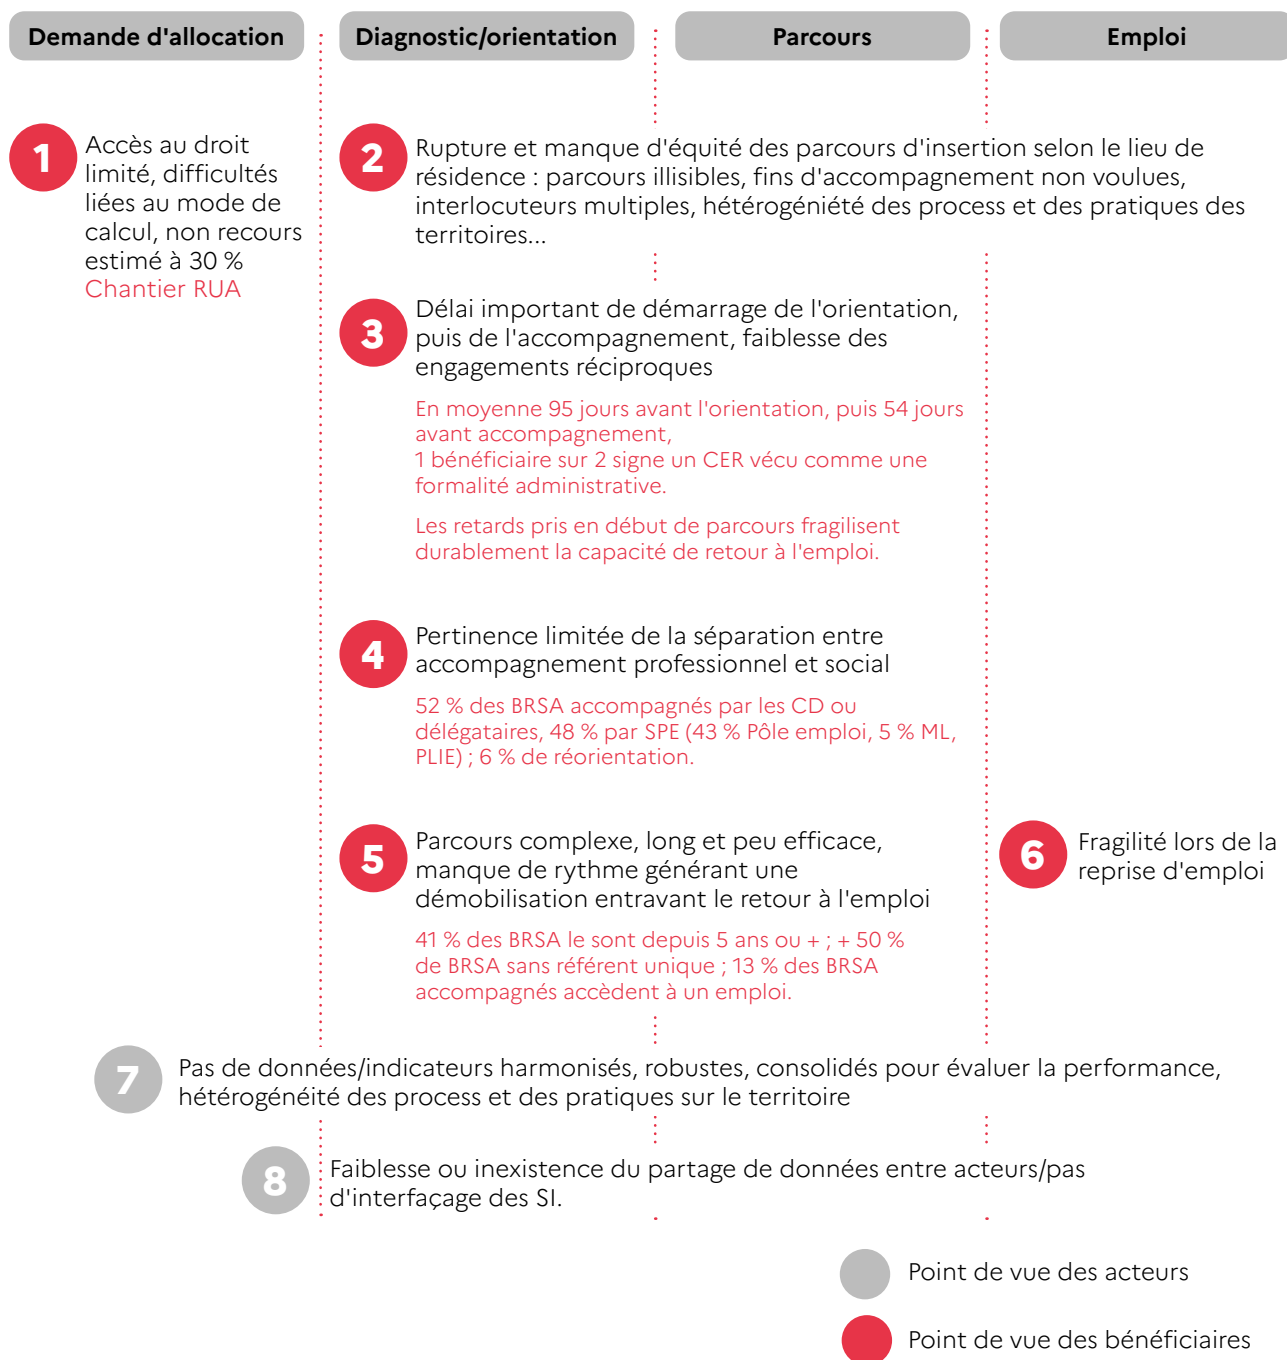 Demande d'allocation
Diagnostic/orientation
Parcours
Emploi
1
Accès au droit
limité, difficultés
liées au mode de
calcul, non recours
estimé à 30 %
Chantier RUA
2
Rupture et manque d'équité des parcours d'insertion selon le lieu de
résidence : parcours illisibles, fins d'accompagnement non voulues,
interlocuteurs multiples, hétérogéniété des process et des pratiques des
territoires...
3
Délai important de démarrage de l'orientation,
puis de l'accompagnement, faiblesse des
engagements réciproques
En moyenne 95 jours avant l'orientation, puis 54 jours
avant accompagnement,
1 bénéficiaire sur 2 signe un CER vécu comme une
formalité administrative.
Les retards pris en début de parcours fragilisent
durablement la capacité de retour à l'emploi.
4
Pertinence limitée de la séparation entre
accompagnement professionnel et social
52 % des BRSA accompagnés par les CD ou
délégataires, 48 % par SPE (43 % Pôle emploi, 5 % ML,
PLIE) ; 6 % de réorientation.
5
Parcours complexe, long et peu efficace,
manque de rythme générant une
démobilisation entravant le retour à l'emploi
41 % des BRSA le sont depuis 5 ans ou + ; + 50 %
de BRSA sans référent unique ; 13 % des BRSA
accompagnés accèdent à un emploi.
6
Fragilité lors de la
reprise d'emploi
7
Pas de données/indicateurs harmonisés, robustes, consolidés pour évaluer la performance,
hétérogénéité des process et des pratiques sur le territoire
8
Faiblesse ou inexistence du partage de données entre acteurs/pas
d'interfaçage des SI.
Point de vue des acteurs
Point de vue des bénéficiaires